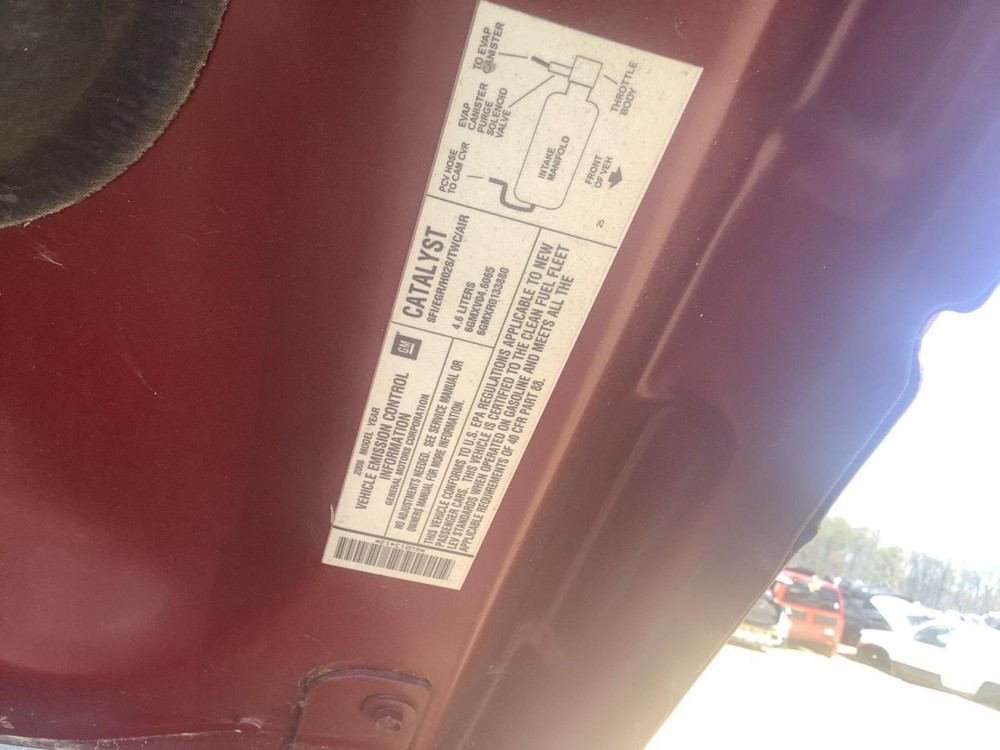 2006 MODEL YEAR
VEHICLE EMISSION CONTROL
INFORMATION
GENERAL MOTORS CORPORATION
GM
NO ADJUSTMENTS NEEDED. SEE SERVICE MANUAL OR
OWNERS MANUAL FOR MORE INFORMATION.
CATALYST
SFI/EGR/HO2S/TWC/AIR
4.6 LITERS
6GMXV04.6065
6GMXR0133880
THIS VEHICLE CONFORMS TO U.S. EPA REGULATIONS APPLICABLE TO NEW
PASSENGER CARS. THIS VEHICLE IS CERTIFIED TO THE CLEAN FUEL FLEET
LEV STANDARDS WHEN OPERATED ON GASOLINE AND MEETS ALL THE
APPLICABLE REQUIREMENTS OF 40 CFR PART 88.
PCV HOSE
TO CAM CVR
EVAP
CANISTER
PURGE
SOLENOID
VALVE
TO EVAP
CANISTER
INTAKE
MANIFOLD
THROTTLE
BODY
FRONT
OF VEH
25